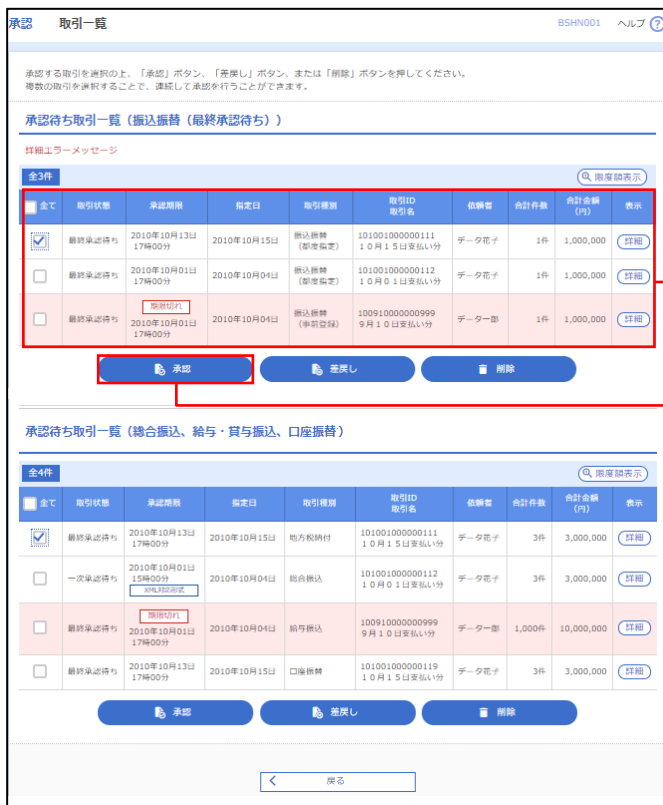 承認 取引一覧 BSHN001 ヘルプ ?
承認する取引を選択の上、「承認」ボタン、「差戻し」ボタン、または「削除」ボタンを押してください。
複数の取引を選択することで、連続して承認を行うことができます。
承認待ち取引一覧（振込振替（最終承認待ち））
詳細エラーメッセージ
全3件 限度額表示
全て 取引状態 承認期限 指定日 取引種別 取引ID 取引名 依頼者 合計件数 合計金額(円) 表示
最終承認待ち 2010年10月13日 17時00分 2010年10月15日 振込振替（都度指定） 101001000000111 １０月１５日支払い分 データ花子 1件 1,000,000 詳細
最終承認待ち 2010年10月01日 17時00分 2010年10月04日 振込振替（都度指定） 101001000000112 １０月０１日支払い分 データ花子 1件 1,000,000 詳細
最終承認待ち 期限切れ 2010年10月01日 17時00分 2010年10月04日 振込振替（事前登録） 100910000000999 ９月１０日支払い分 データ一郎 1件 1,000,000 詳細
承認 差戻し 削除
承認待ち取引一覧（総合振込、給与・賞与振込、口座振替）
全4件 限度額表示
全て 取引状態 承認期限 指定日 取引種別 取引ID 取引名 依頼者 合計件数 合計金額(円) 表示
最終承認待ち 2010年10月13日 17時00分 2010年10月15日 地方税納付 101001000000111 １０月１５日支払い分 データ花子 3件 3,000,000 詳細
一次承認待ち 2010年10月01日 15時00分 XML対応形式 2010年10月04日 総合振込 101001000000112 １０月０１日支払い分 データ花子 3件 3,000,000 詳細
最終承認待ち 期限切れ 2010年10月01日 17時00分 2010年10月04日 給与振込 100910000000999 ９月１０日支払い分 データ一郎 1,000件 10,000,000 詳細
最終承認待ち 2010年10月13日 17時00分 2010年10月15日 口座振替 101001000000119 １０月１５日支払い分 データ花子 3件 3,000,000 詳細
承認 差戻し 削除
戻る